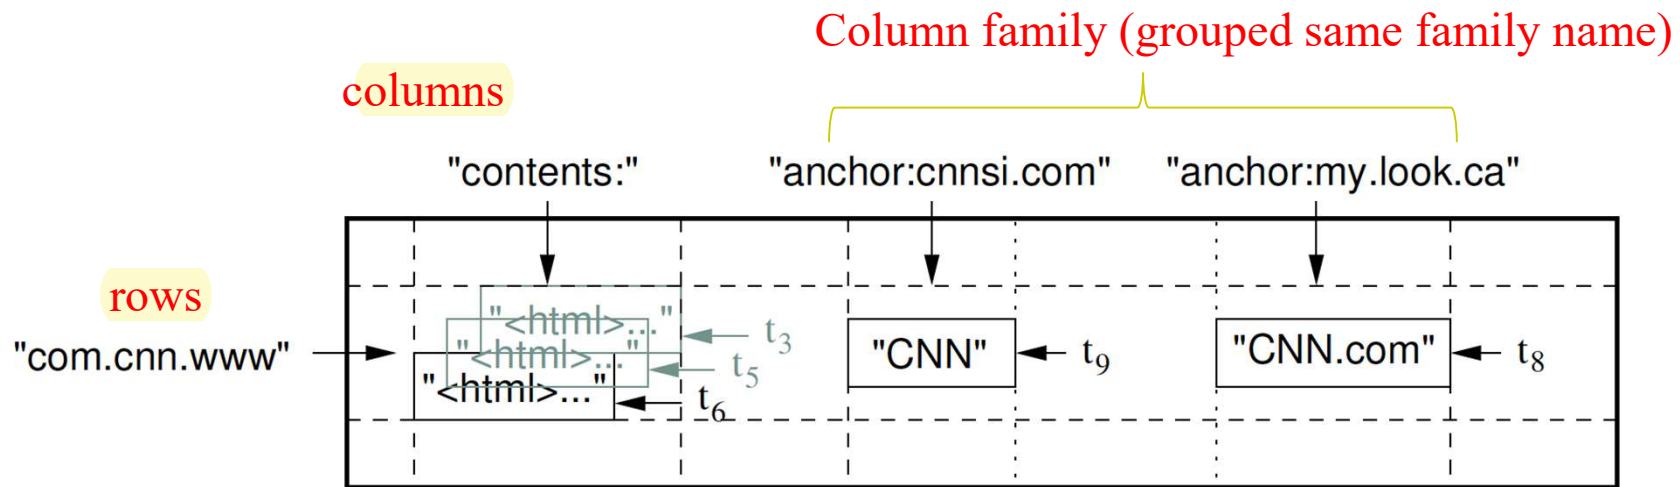 Column family (grouped same family name)
columns
"contents:" "anchor:cnnsi.com" "anchor:my.look.ca"
rows
"<html>..." t3
"com.cnn.www" "<html>..." t5 "CNN" t9 "CNN.com" t8
"<html>..." t6